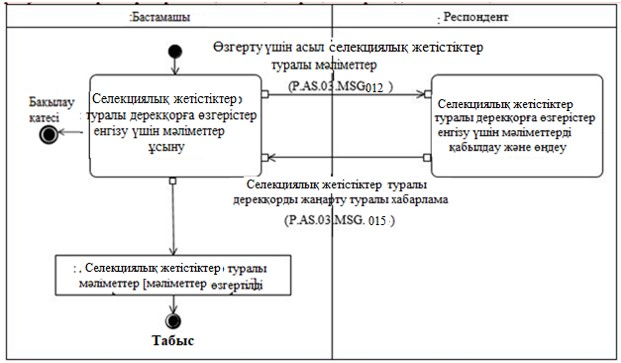 :Бастамашы
: Респондент
Өзгерту үшін асыл селекциялық жетістіктер
туралы мәліметтер
(P.AS.03.MSG012 )
Селекциялық жетістіктер
: туралы дерекқорға өзгерістер
енгізу үшін мәліметтер
ұсыну
Селекциялық жетістіктер
туралы дерекқорға өзгерістер
енгізу үшін мәліметтерді
қабылдау және өңдеу
Бақылау
катесі
Селекциялық жетістіктер туралы
дерекқорды жаңарту туралы хабарлама
(P.AS.03.MSG. 015 )
: . Селекциялық жетістіктер туралы
мәліметтер [мәліметтер өзгертілді]
Табыс